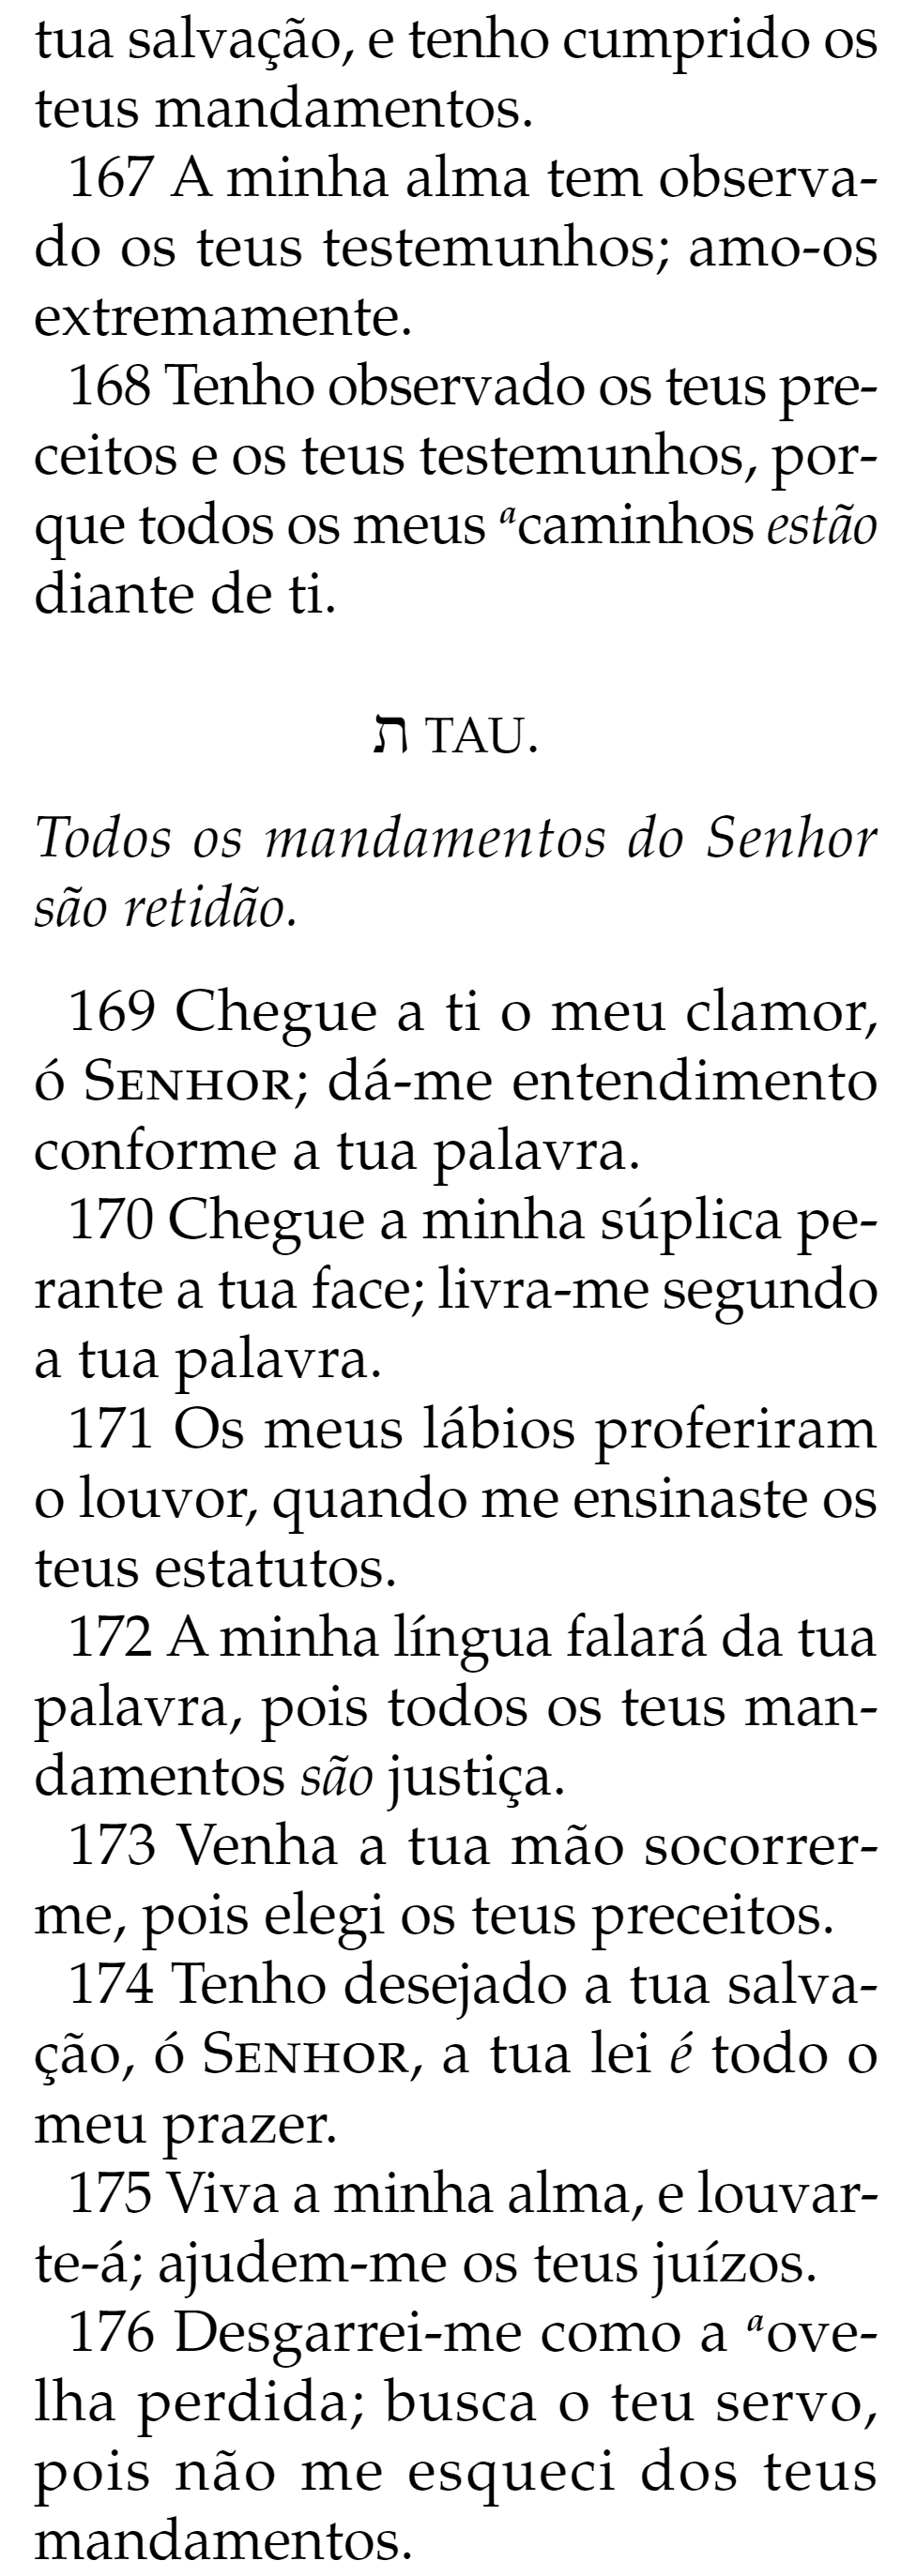 tua salvação, e tenho cumprido os
teus mandamentos.
167 A minha alma tem observa-
do os teus testemunhos; amo-os
extremamente.
168 Tenho observado os teus pre-
ceitos e os teus testemunhos, por-
que todos os meus ᵃcaminhos estão
diante de ti.
ת TAU.
Todos os mandamentos do Senhor
são retidão.
169 Chegue a ti o meu clamor,
ó SENHOR; dá-me entendimento
conforme a tua palavra.
170 Chegue a minha súplica pe-
rante a tua face; livra-me segundo
a tua palavra.
171 Os meus lábios proferiram
o louvor, quando me ensinaste os
teus estatutos.
172 A minha língua falará da tua
palavra, pois todos os teus man-
damentos são justiça.
173 Venha a tua mão socorrer-
me, pois elegi os teus preceitos.
174 Tenho desejado a tua salva-
ção, ó SENHOR, a tua lei é todo o
meu prazer.
175 Viva a minha alma, e louvar-
te-á; ajudem-me os teus juízos.
176 Desgarrei-me como a ᵃove-
lha perdida; busca o teu servo,
pois não me esqueci dos teus
mandamentos.